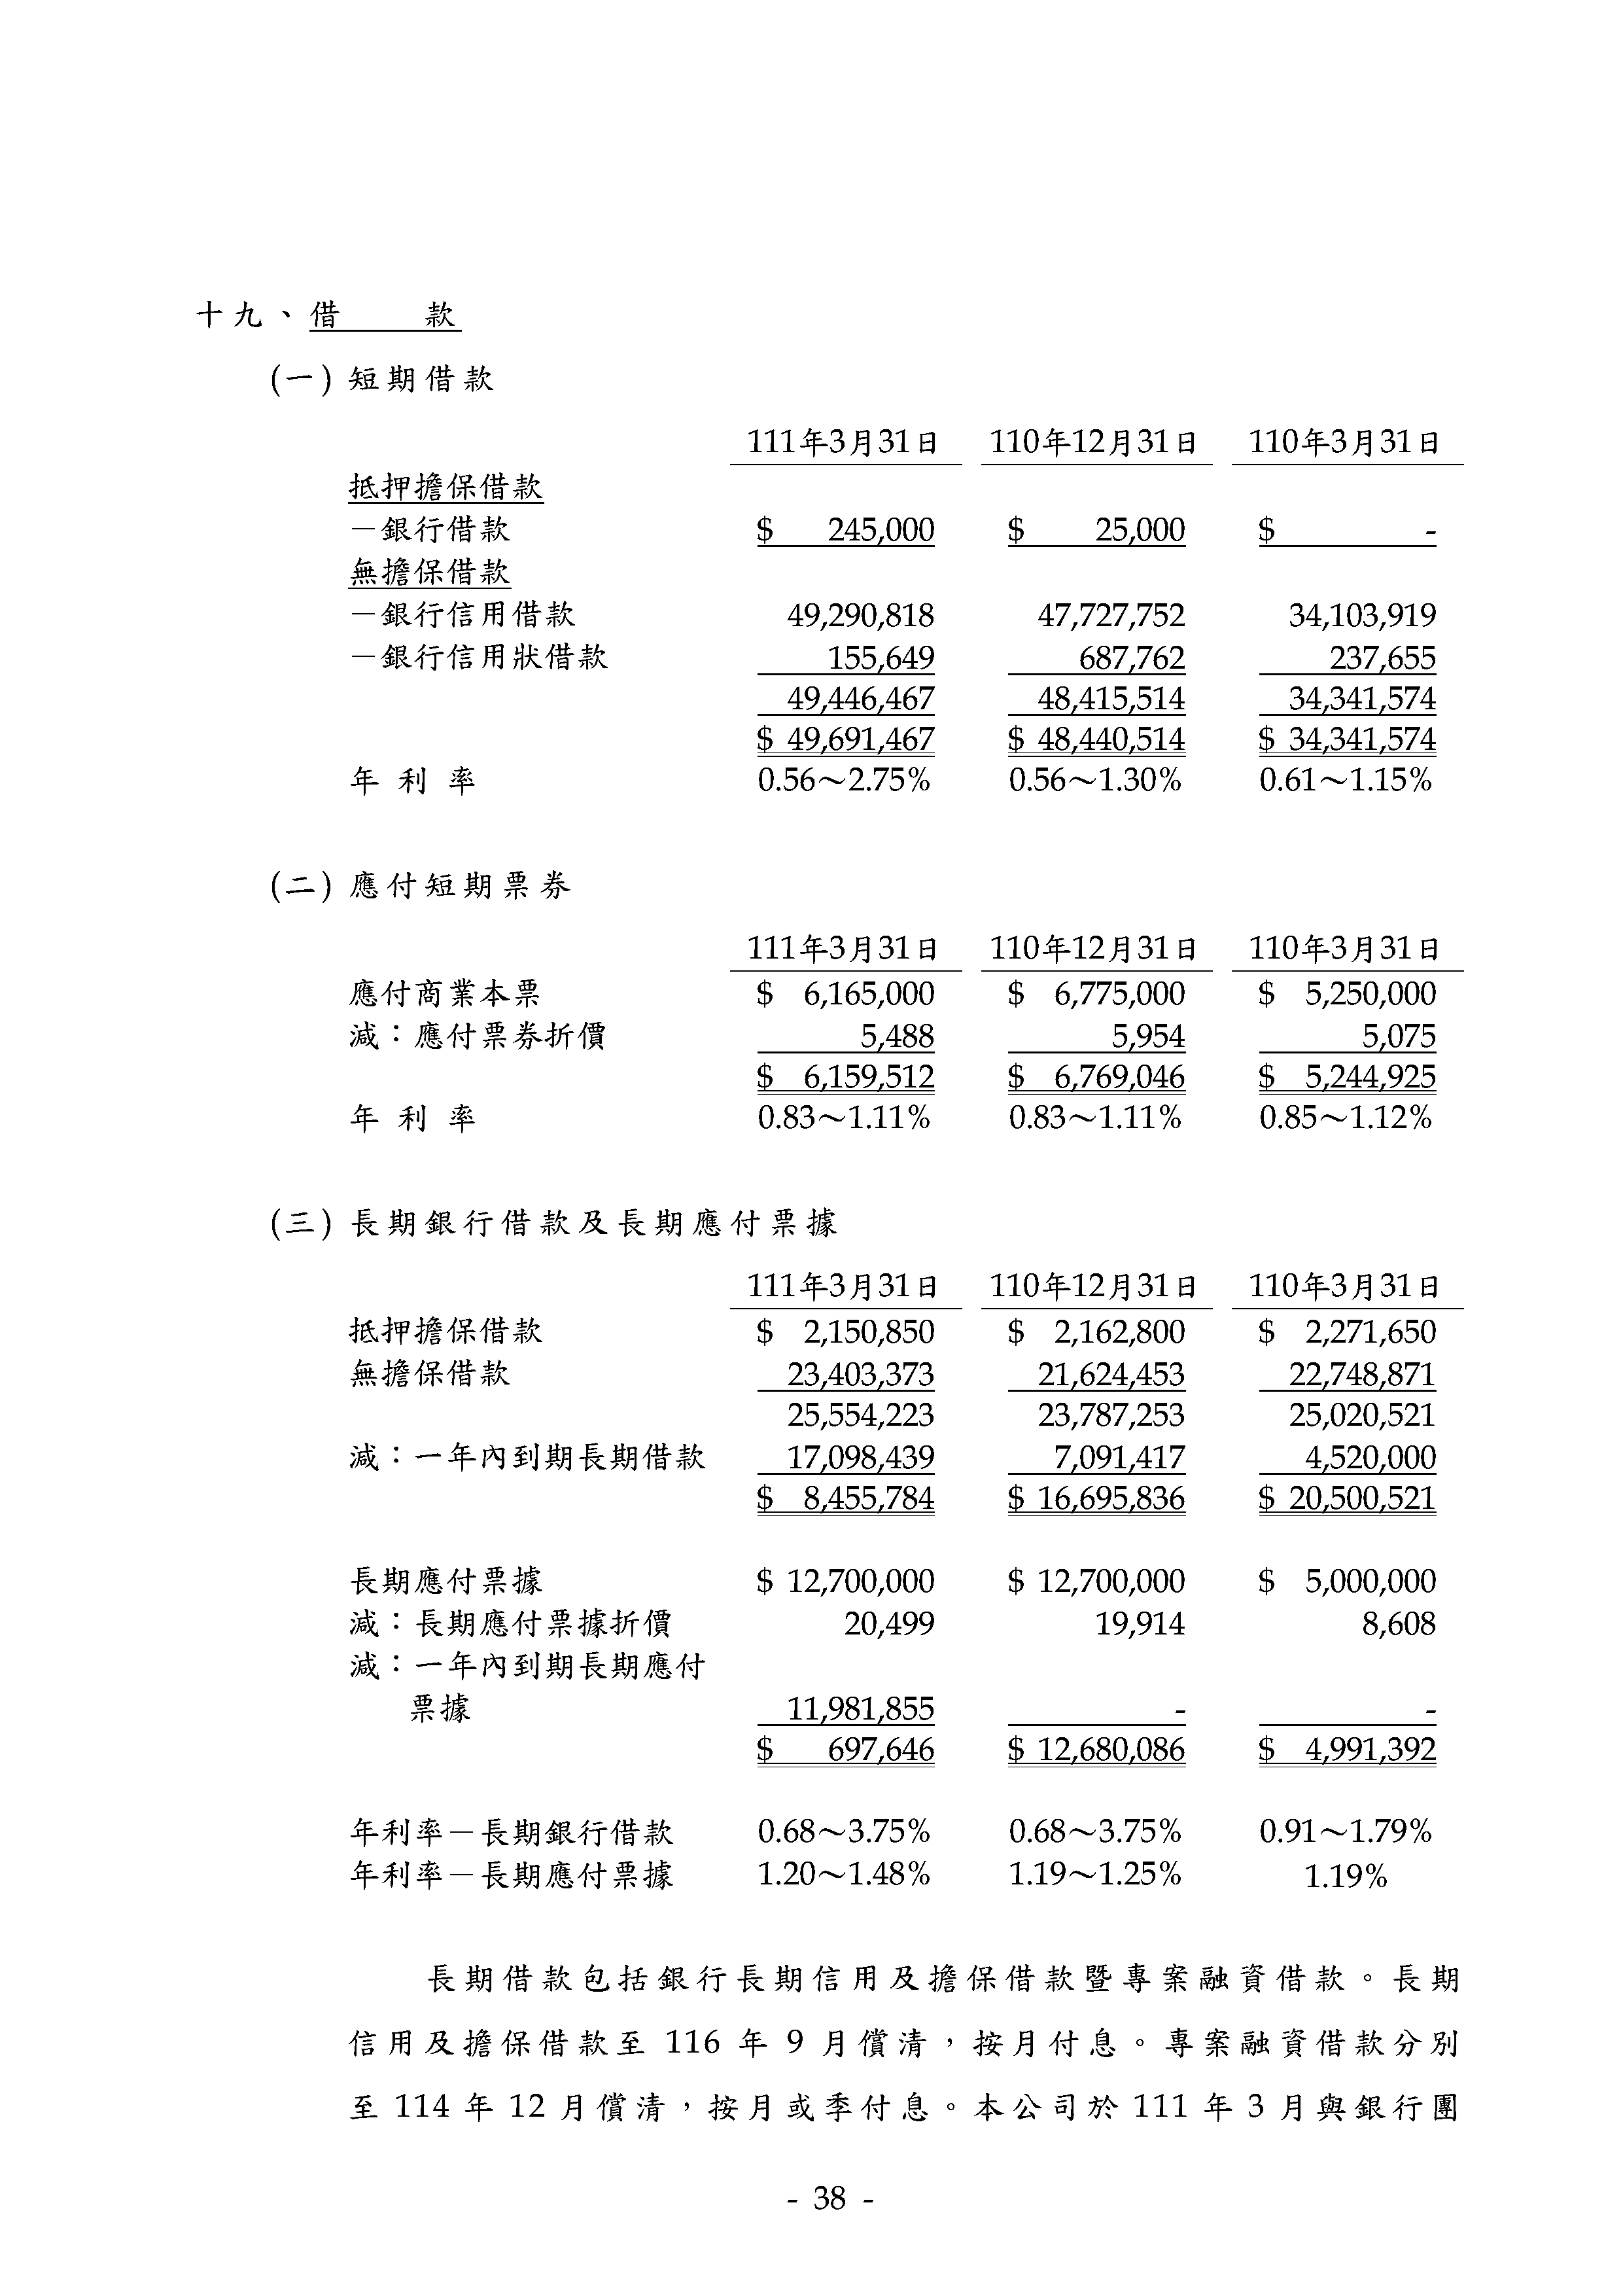 十九、借　　款
(一) 短期借款
111年3月31日　110年12月31日　110年3月31日
抵押擔保借款
－銀行借款　$ 245,000　$ 25,000　$ -
無擔保借款
－銀行信用借款　49,290,818　47,727,752　34,103,919
－銀行信用狀借款　155,649　687,762　237,655
49,446,467　48,415,514　34,341,574
$ 49,691,467　$ 48,440,514　$ 34,341,574
年 利 率　0.56～2.75%　0.56～1.30%　0.61～1.15%
(二) 應付短期票券
111年3月31日　110年12月31日　110年3月31日
應付商業本票　$ 6,165,000　$ 6,775,000　$ 5,250,000
減：應付票券折價　5,488　5,954　5,075
$ 6,159,512　$ 6,769,046　$ 5,244,925
年 利 率　0.83～1.11%　0.83～1.11%　0.85～1.12%
(三) 長期銀行借款及長期應付票據
111年3月31日　110年12月31日　110年3月31日
抵押擔保借款　$ 2,150,850　$ 2,162,800　$ 2,271,650
無擔保借款　23,403,373　21,624,453　22,748,871
25,554,223　23,787,253　25,020,521
減：一年內到期長期借款　17,098,439　7,091,417　4,520,000
$ 8,455,784　$ 16,695,836　$ 20,500,521
長期應付票據　$ 12,700,000　$ 12,700,000　$ 5,000,000
減：長期應付票據折價　20,499　19,914　8,608
減：一年內到期長期應付
票據　11,981,855　-　-
$ 697,646　$ 12,680,086　$ 4,991,392
年利率－長期銀行借款　0.68～3.75%　0.68～3.75%　0.91～1.79%
年利率－長期應付票據　1.20～1.48%　1.19～1.25%　1.19%
長期借款包括銀行長期信用及擔保借款暨專案融資借款。長期
信用及擔保借款至 116 年 9 月償清，按月付息。專案融資借款分別
至 114 年 12 月償清，按月或季付息。本公司於 111 年 3 月與銀行團
- 38 -